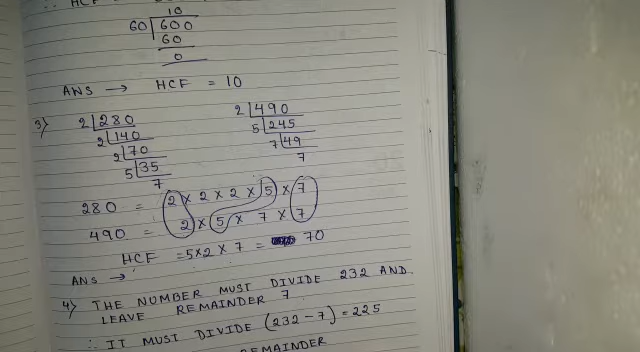 HCF
10
60 600
60
0
ANS → HCF = 10
3) 2 280
2 140
2 70
5 35
7
2 490
5 245
7 49
7
280 = 2 × 2 × 2 × 5 × 7
490 = 2 × 5 × 7 × 7
HCF = 5×2 × 7 = 70
ANS →
4) THE NUMBER MUST DIVIDE 232 AND
LEAVE REMAINDER 7
∴ IT MUST DIVIDE (232-7) = 225
REMAINDER